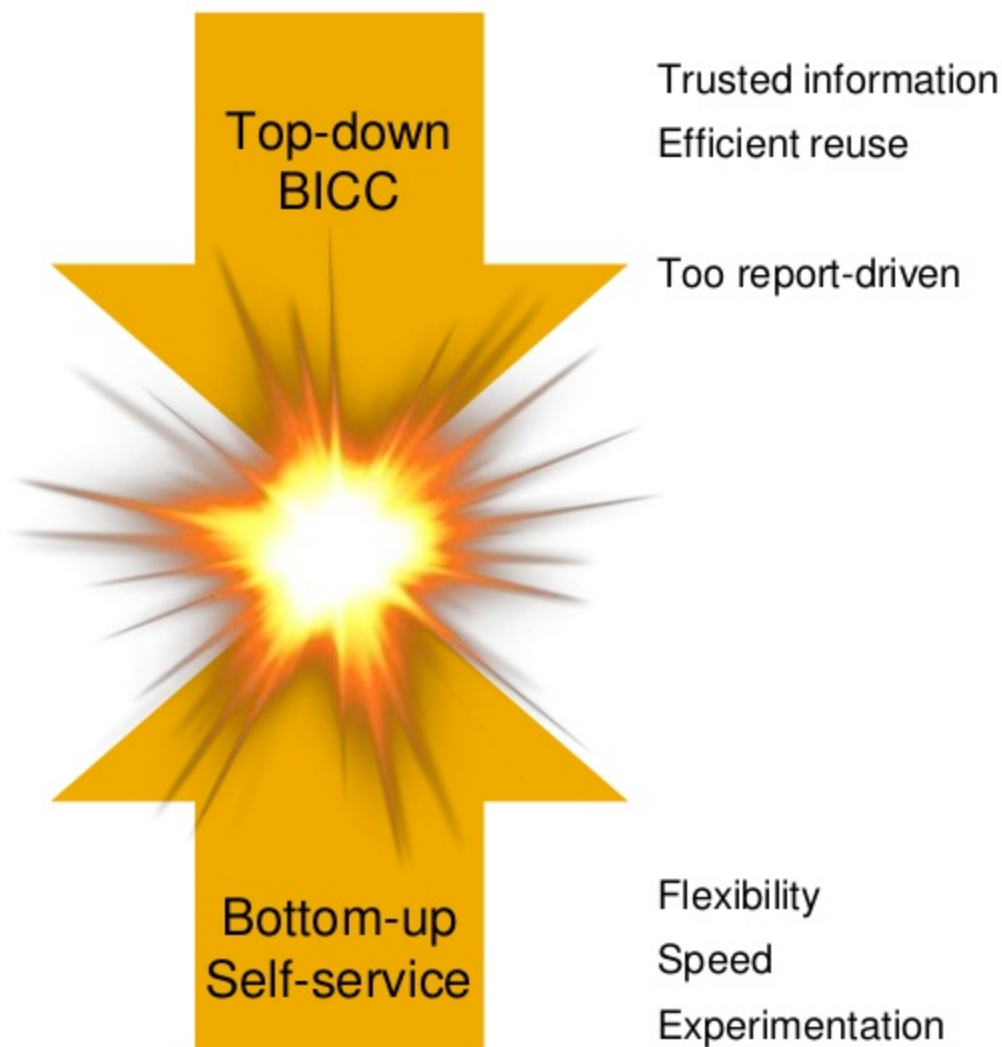 Trusted information
Top-down
Efficient reuse
BICC
Too report-driven
Flexibility
Bottom-up
Speed
Self-service
Experimentation